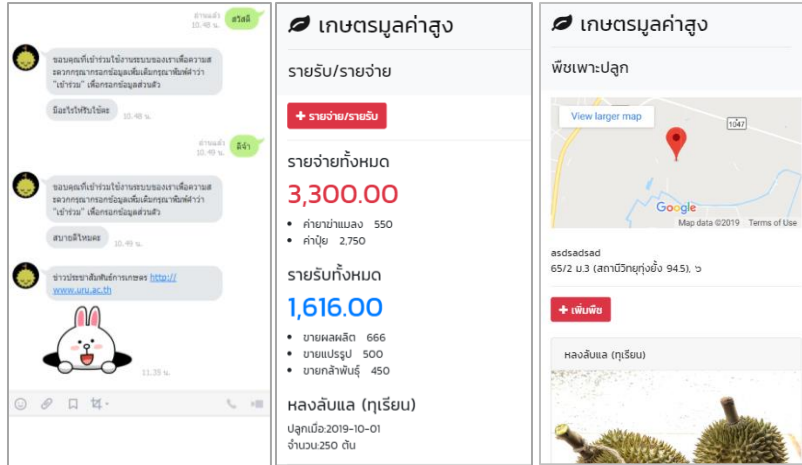 อ่านแล้ว
10.48 น.
สวัสดี
ขอบคุณที่เข้าร่วมใช้งานระบบของเราเพื่อความส
ะดวกกรุณากรอกข้อมูลเพิ่มเติมกรุณาพิมพ์คำว่า
"เข้าร่วม" เพื่อกรอกข้อมูลส่วนตัว
มีอะไรให้รับใช้คะ
10.48 น.
อ่านแล้ว
10.49 น.
ดีจ้า
ขอบคุณที่เข้าร่วมใช้งานระบบของเราเพื่อความส
ะดวกกรุณากรอกข้อมูลเพิ่มเติมกรุณาพิมพ์คำว่า
"เข้าร่วม" เพื่อกรอกข้อมูลส่วนตัว
สบายดีไหมคะ
10.49 น.
ข่าวประชาสัมพันธ์การเกษตร http://
www.uru.ac.th
11.35 น.
เกษตรมูลค่าสูง
รายรับ/รายจ่าย
+ รายจ่าย/รายรับ
รายจ่ายทั้งหมด
3,300.00
• ค่ายาฆ่าแมลง 550
• ค่าปุ๋ย 2,750
รายรับทั้งหมด
1,616.00
• ขายผลผลิต 666
• ขายแปรรูป 500
• ขายกล้าพันธุ์ 450
หลงลับแล (ทุเรียน)
ปลูกเมื่อ:2019-10-01
จำนวน:250 ต้น
เกษตรมูลค่าสูง
พืชเพาะปลูก
View larger map
1047
Google
Map data ©2019 Terms of Use
asdsadsad
65/2 ม.3 (สถานีวิทยุทุ่งยั้ง 94.5), ๖
+ เพิ่มพืช
หลงลับแล (ทุเรียน)